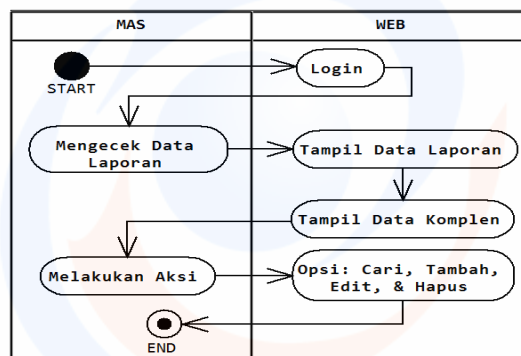 MAS
WEB
START
Login
Mengecek Data
Laporan
Tampil Data Laporan
Tampil Data Komplen
Melakukan Aksi
Opsi: Cari, Tambah,
Edit, & Hapus
END